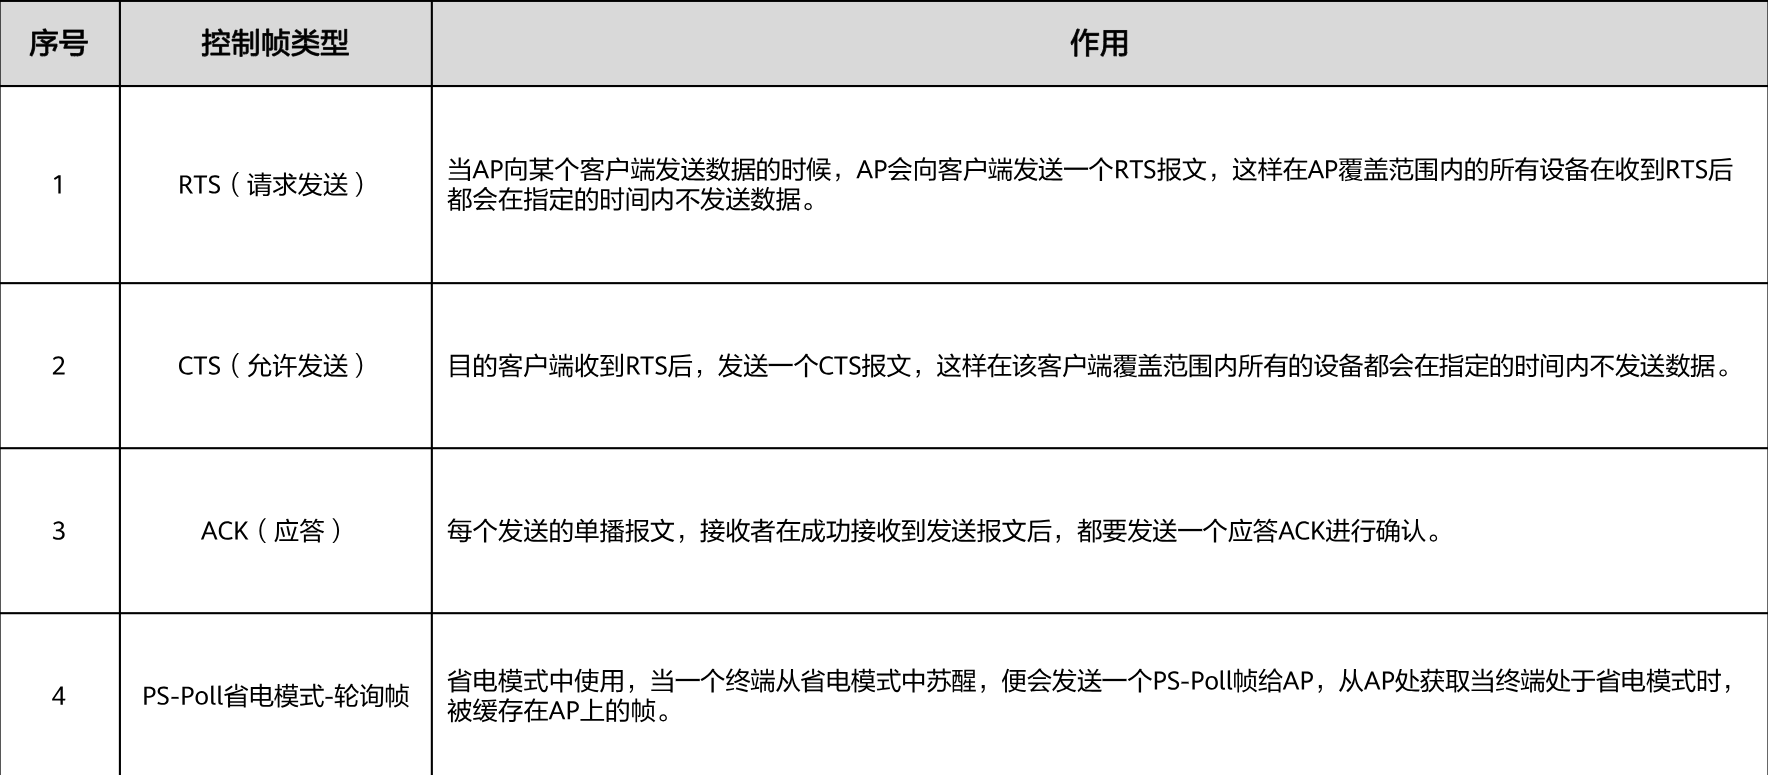 序号 控制帧类型 作用
1 RTS（请求发送） 当AP向某个客户端发送数据的时候，AP会向客户端发送一个RTS报文，这样在AP覆盖范围内的所有设备在收到RTS后
都会在指定的时间内不发送数据。
2 CTS（允许发送） 目的客户端收到RTS后，发送一个CTS报文，这样在该客户端覆盖范围内所有的设备都会在指定的时间内不发送数据。
3 ACK（应答） 每个发送的单播报文，接收者在成功接收到发送报文后，都要发送一个应答ACK进行确认。
4 PS-Poll省电模式-轮询帧 省电模式中使用，当一个终端从省电模式中苏醒，便会发送一个PS-Poll帧给AP，从AP处获取当终端处于省电模式时，
被缓存在AP上的帧。